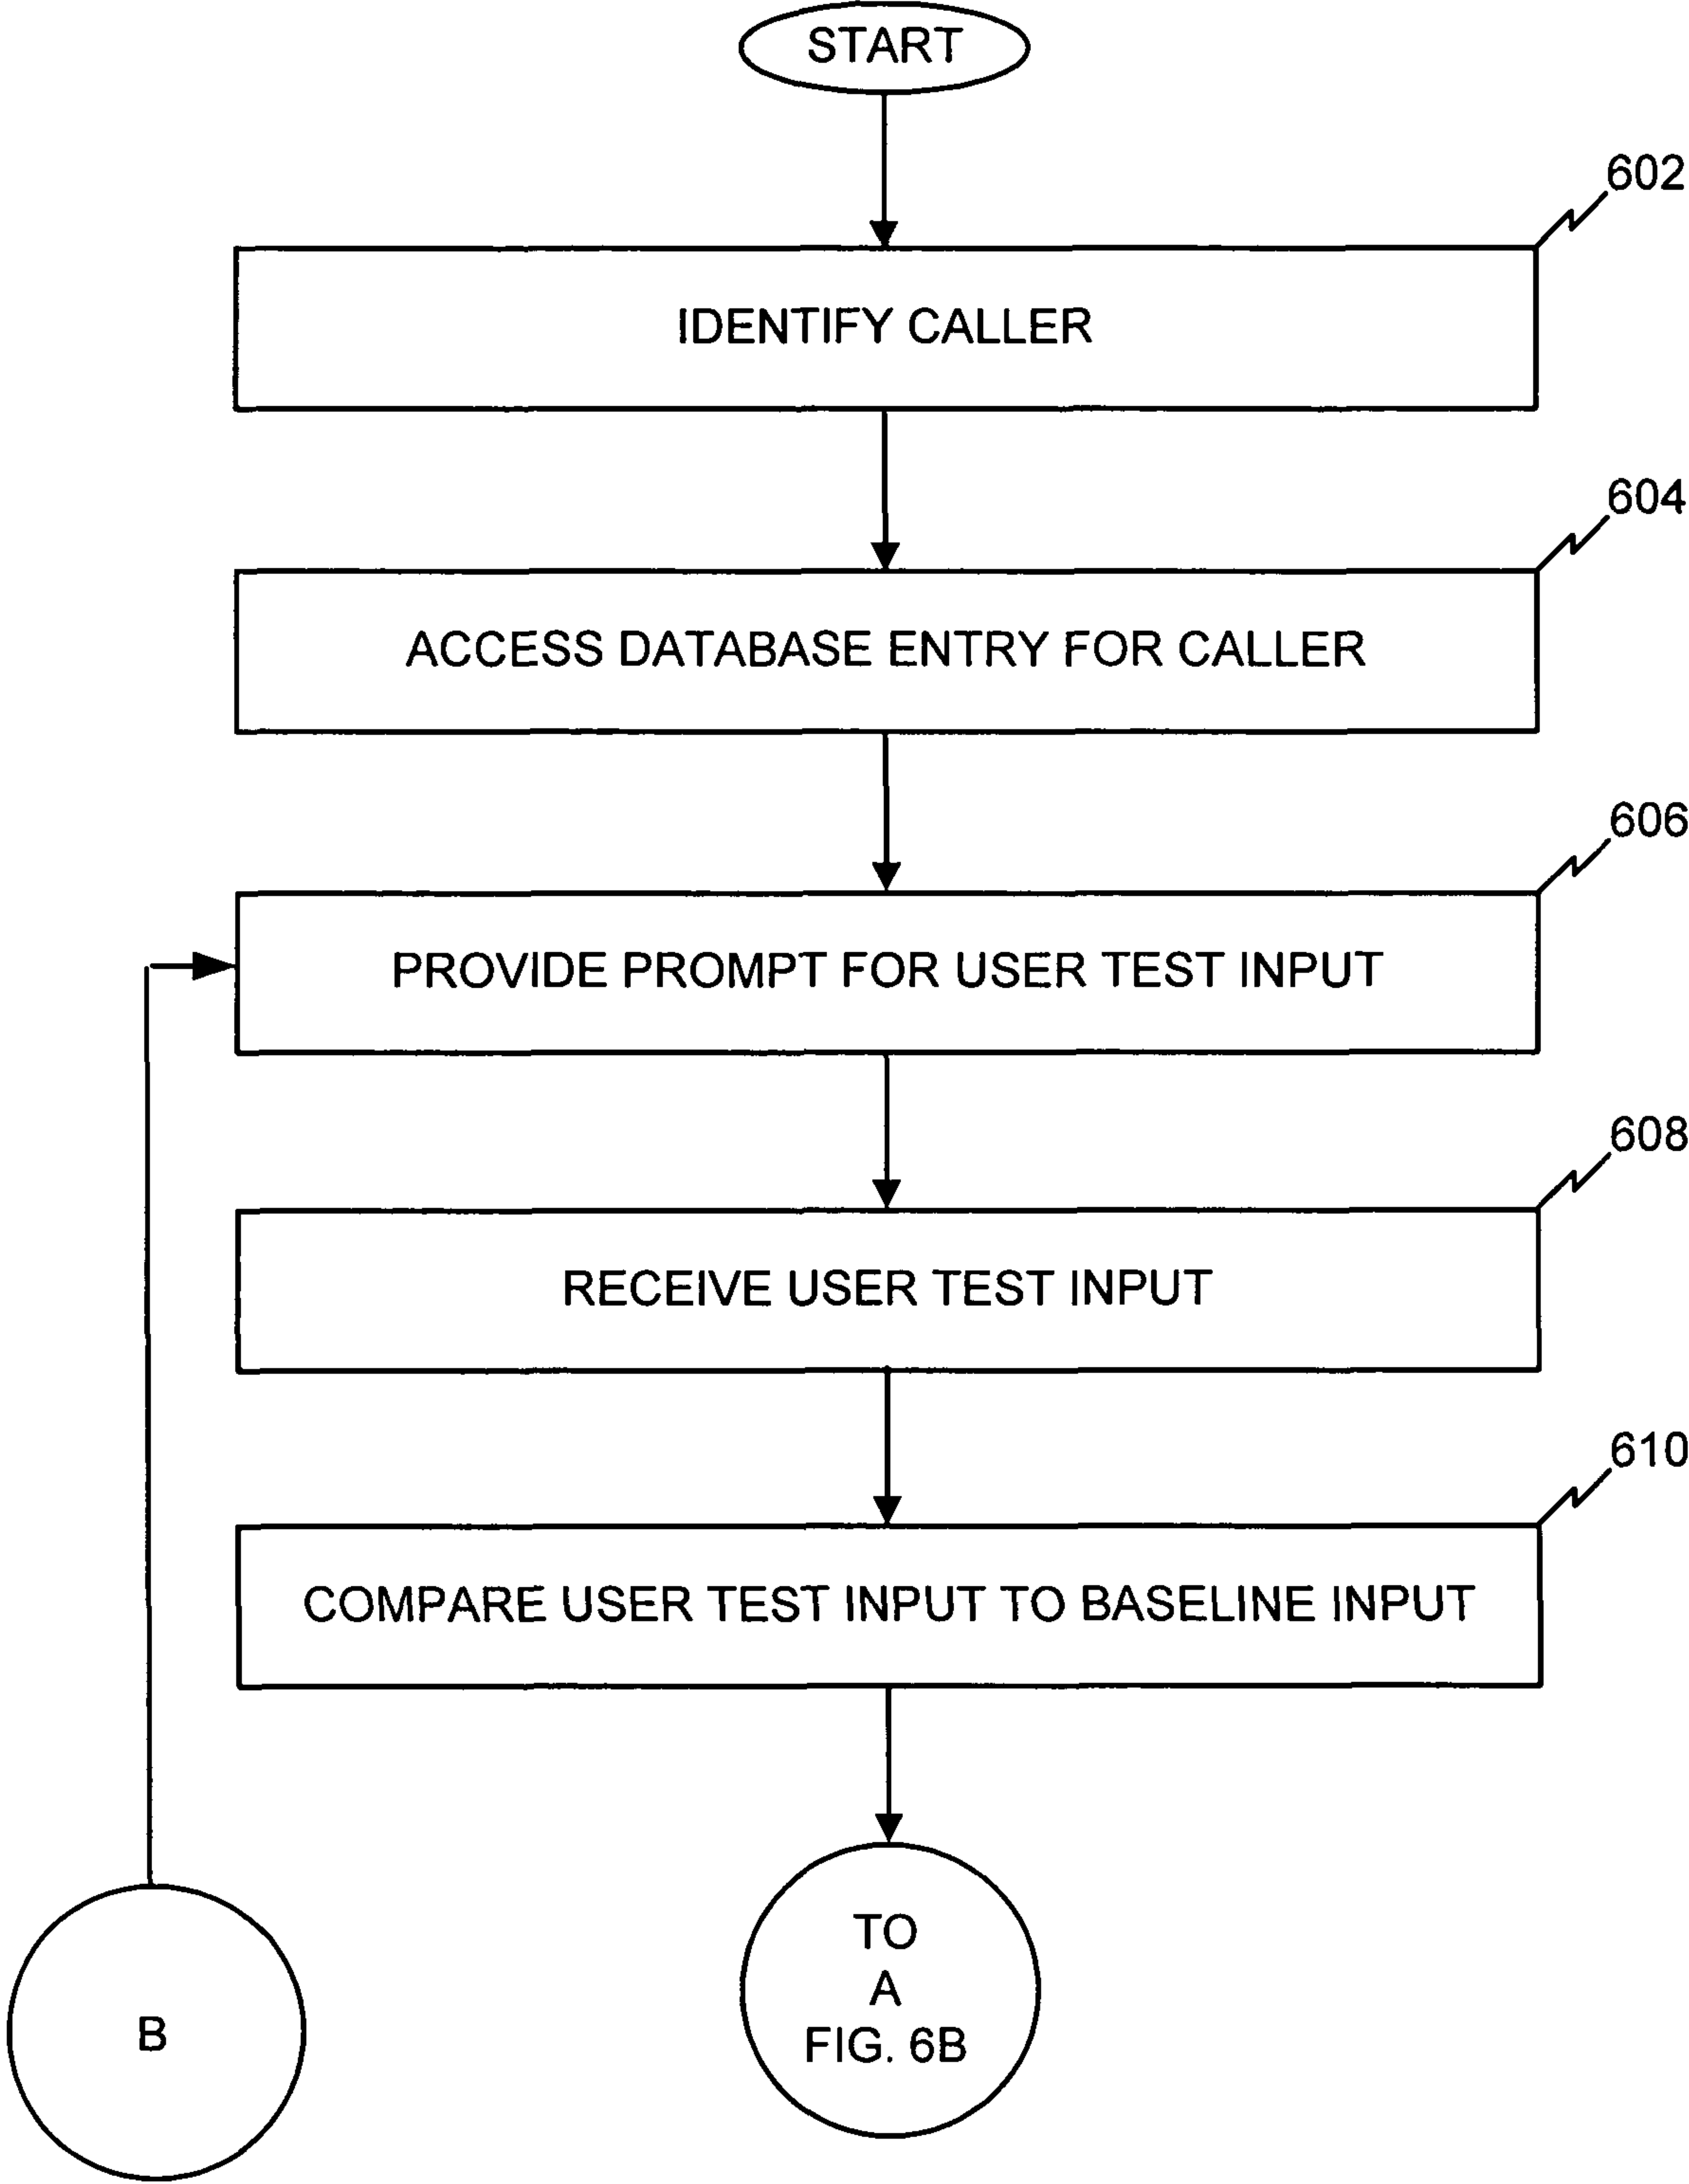 START
602
IDENTIFY CALLER
604
ACCESS DATABASE ENTRY FOR CALLER
606
PROVIDE PROMPT FOR USER TEST INPUT
608
RECEIVE USER TEST INPUT
610
COMPARE USER TEST INPUT TO BASELINE INPUT
TO
A
FIG. 6B
B